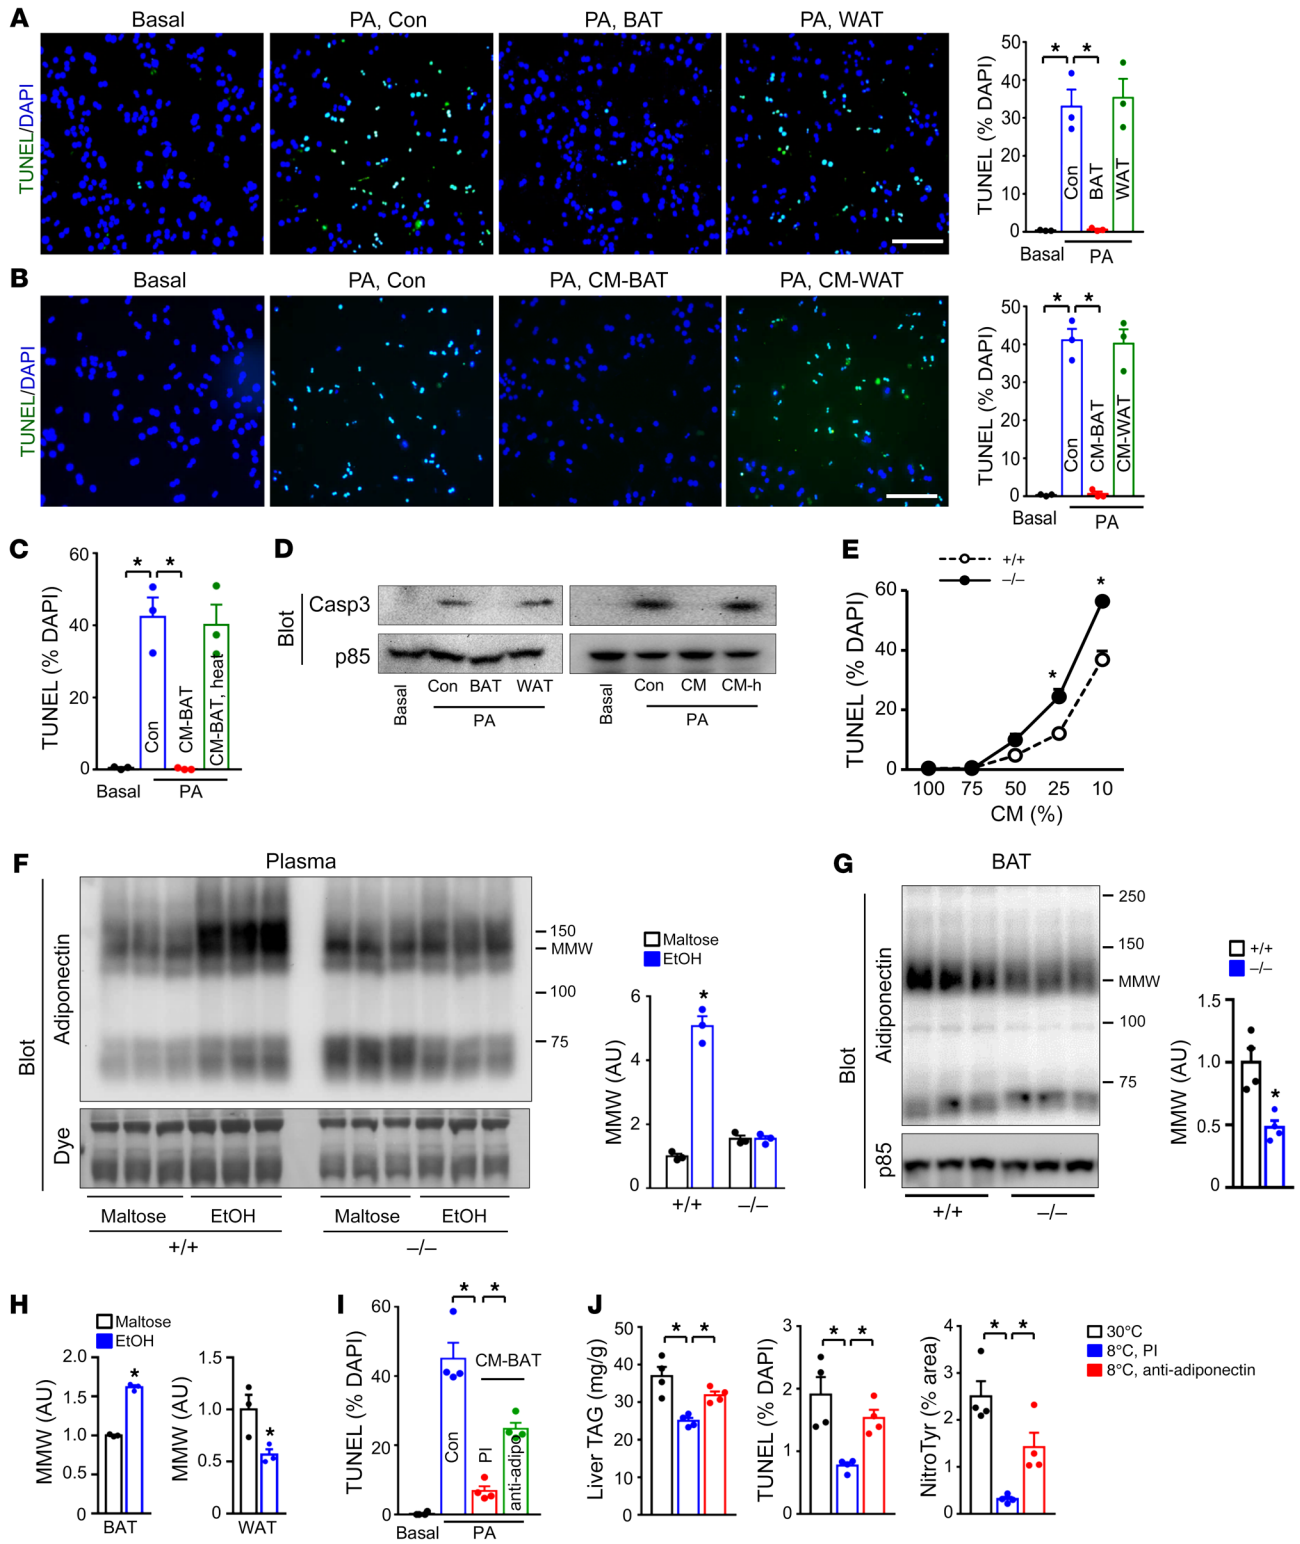 A
Basal
PA, Con
PA, BAT
PA, WAT
TUNEL/DAPI
TUNEL (% DAPI)
50
40
30
20
10
0
* *
Con
BAT
WAT
Basal
PA
B
Basal
PA, Con
PA, CM-BAT
PA, CM-WAT
TUNEL/DAPI
TUNEL (% DAPI)
50
40
30
20
10
0
* *
Con
CM-BAT
CM-WAT
Basal
PA
C
TUNEL (% DAPI)
60
40
20
0
* *
Con
CM-BAT
CM-BAT, heat
Basal
PA
D
Blot
Casp3
p85
Basal
Con BAT WAT
PA
Basal
Con CM CM-h
PA
E
+/+
–/–
TUNEL (% DAPI)
60
40
20
0
*
*
100 75 50 25 10
CM (%)
F
Plasma
Blot
Adiponectin
150
MMW
100
75
Dye
Maltose EtOH Maltose EtOH
+/+ –/–
Maltose
EtOH
MMW (AU)
6
4
2
0
*
+/+ –/–
G
BAT
Blot
Aidiponectin
250
150
MMW
100
75
p85
+/+ –/–
+/+
–/–
MMW (AU)
1.5
1.0
0.5
0
*
H
Maltose
EtOH
MMW (AU)
2.0
1.5
1.0
0.5
0
*
BAT
MMW (AU)
1.5
1.0
0.5
0
*
WAT
I
TUNEL (% DAPI)
60
40
20
0
* *
CM-BAT
Con
PI
anti-adipo
Basal
PA
J
Liver TAG (mg/g)
50
40
30
20
10
0
* *
TUNEL (% DAPI)
3
2
1
0
* *
NitroTyr (% area)
4
3
2
1
0
* *
30°C
8°C, PI
8°C, anti-adiponectin